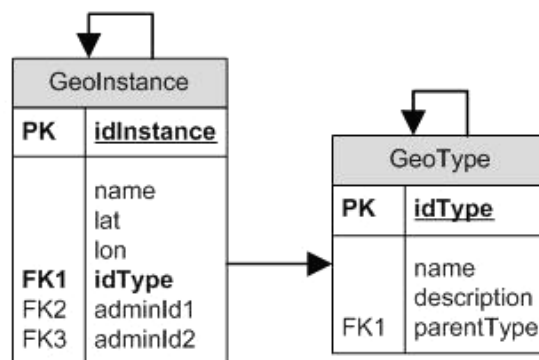 GeoInstance
PK idInstance
name
lat
lon
FK1 idType
FK2 adminId1
FK3 adminId2
GeoType
PK idType
name
description
FK1 parentType